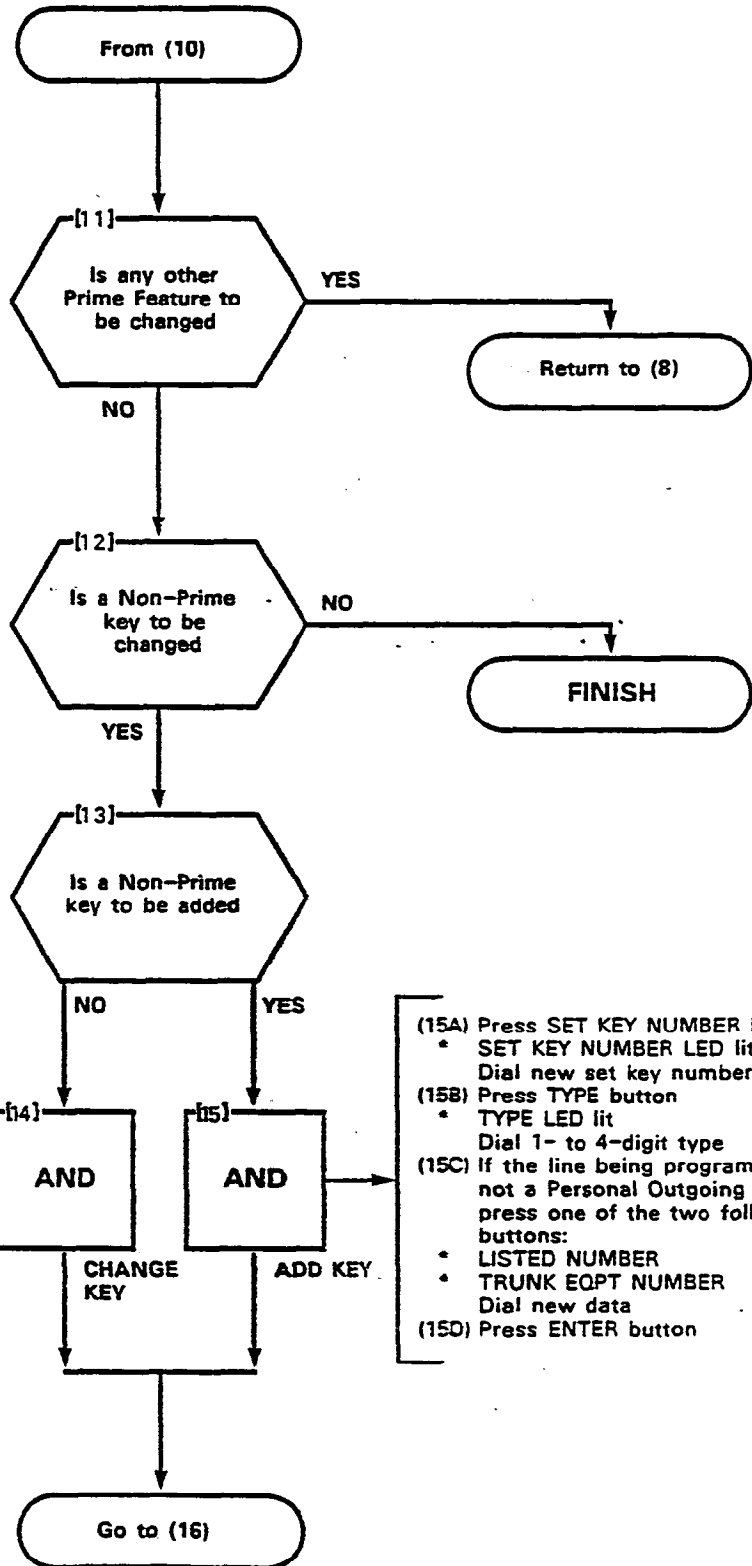 From (10)
[11]
Is any other
Prime Feature to
be changed
YES
Return to (8)
NO
[12]
Is a Non-Prime
key to be
changed
NO
FINISH
YES
[13]
Is a Non-Prime
key to be added
NO
YES
[14]
AND
[15]
AND
CHANGE
KEY
ADD KEY
(15A) Press SET KEY NUMBER
* SET KEY NUMBER LED lit
Dial new set key number
(15B) Press TYPE button
* TYPE LED lit
Dial 1- to 4-digit type
(15C) If the line being program
not a Personal Outgoing
press one of the two foll
buttons:
* LISTED NUMBER
* TRUNK EQPT NUMBER
Dial new data
(15D) Press ENTER button
Go to (16)